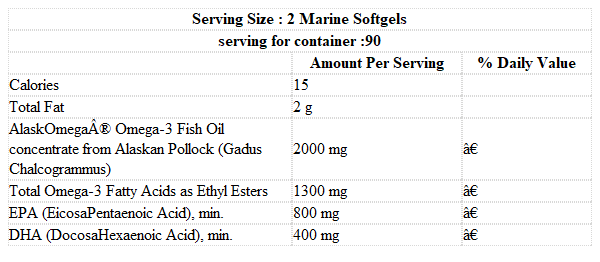 Serving Size : 2 Marine Softgels
serving for container :90
Amount Per Serving % Daily Value
Calories 15
Total Fat 2 g
AlaskOmegaÂ® Omega-3 Fish Oil
concentrate from Alaskan Pollock (Gadus 2000 mg â€
Chalcogrammus)
Total Omega-3 Fatty Acids as Ethyl Esters 1300 mg â€
EPA (EicosaPentaenoic Acid), min. 800 mg â€
DHA (DocosaHexaenoic Acid), min. 400 mg â€